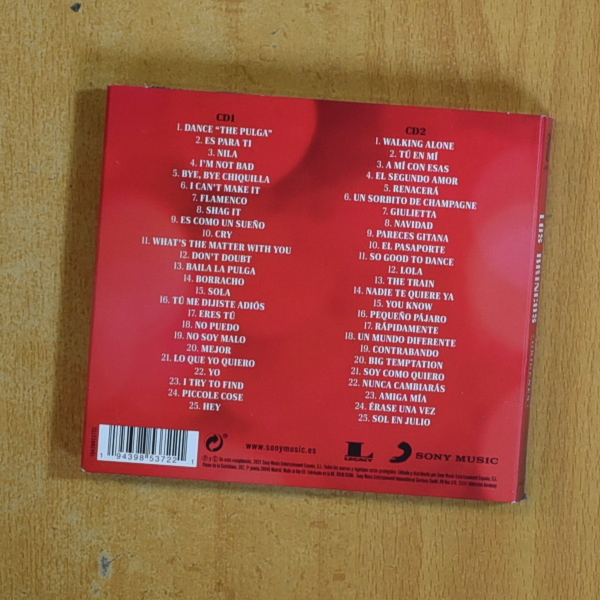 CD1
1. DANCE “THE PULGA”
2. ES PARA TI
3. NILA
4. I'M NOT BAD
5. BYE, BYE CHIQUILLA
6. I CAN'T MAKE IT
7. FLAMENCO
8. SHAG IT
9. ES COMO UN SUEÑO
10. CRY
11. WHAT'S THE MATTER WITH YOU
12. DON'T DOUBT
13. BAILA LA PULGA
14. BORRACHO
15. SOLA
16. TÚ ME DIJISTE ADIÓS
17. ERES TÚ
18. NO PUEDO
19. NO SOY MALO
20. MEJOR
21. LO QUE YO QUIERO
22. YO
23. I TRY TO FIND
24. PICCOLE COSE
25. HEY
CD2
1. WALKING ALONE
2. TÚ EN MÍ
3. A MÍ CON ESAS
4. EL SEGUNDO AMOR
5. RENACERÁ
6. UN SORBITO DE CHAMPAGNE
7. GIULIETTA
8. NAVIDAD
9. PARECES GITANA
10. EL PASAPORTE
11. SO GOOD TO DANCE
12. LOLA
13. THE TRAIN
14. NADIE TE QUIERE YA
15. YOU KNOW
16. PEQUEÑO PÁJARO
17. RÁPIDAMENTE
18. UN MUNDO DIFERENTE
19. CONTRABANDO
20. BIG TEMPTATION
21. SOY COMO QUIERO
22. NUNCA CAMBIARÁS
23. AMIGA MÍA
24. ÉRASE UNA VEZ
25. SOL EN JULIO
LOS BRINCOS
1 94398 53722 1
www.sonymusic.es
LEGACY
SONY MUSIC